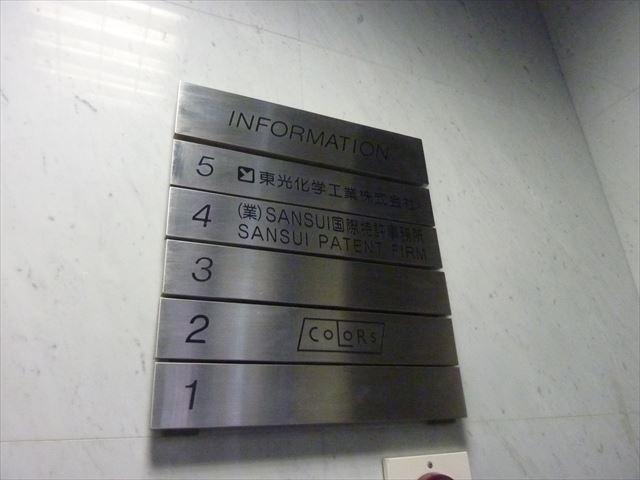 INFORMATION
5 東光化学工業株式会社
4 (業)SANSUI国際特許事務所
SANSUI PATENT FIRM
3
2 COLORS
1